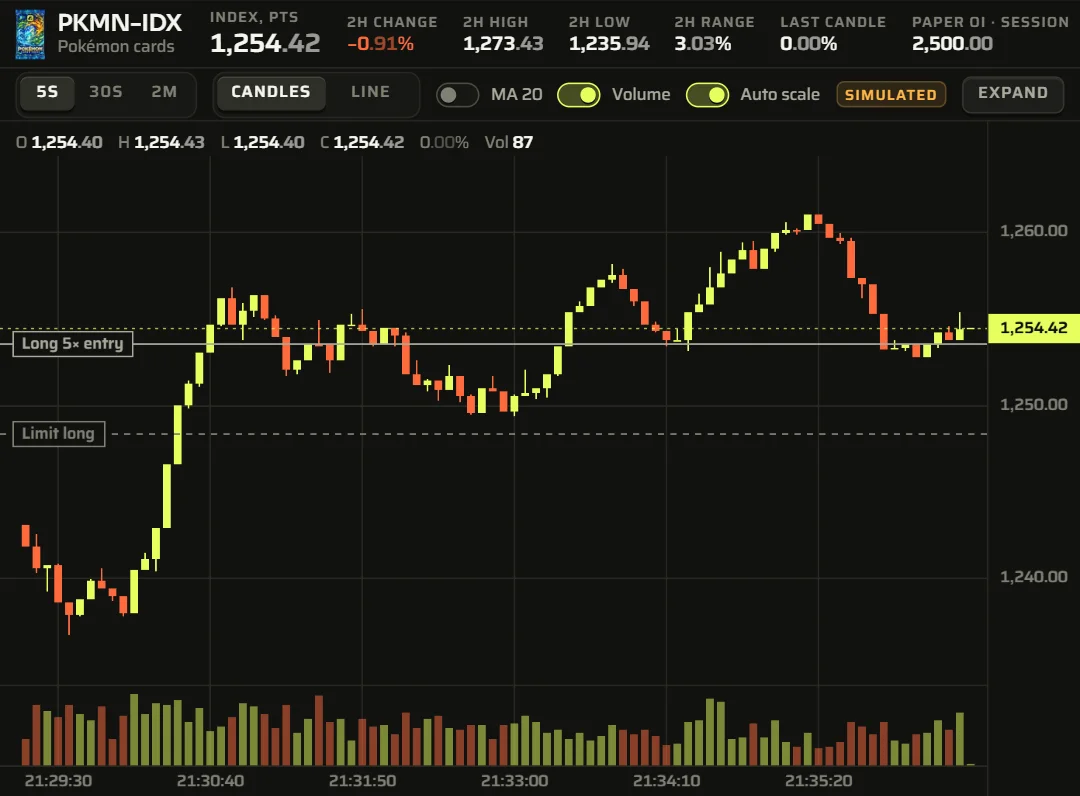 PKMN-IDX
Pokémon cards
INDEX, PTS
1,254.42
2H CHANGE
−0.91%
2H HIGH
1,273.43
2H LOW
1,235.94
2H RANGE
3.03%
LAST CANDLE
0.00%
PAPER OI · SESSION
2,500.00
5S 30S 2M
CANDLES LINE
MA 20
Volume
Auto scale
SIMULATED
EXPAND
O 1,254.40 H 1,254.43 L 1,254.40 C 1,254.42 0.00% Vol 87
1,260.00
1,254.42
Long 5× entry
1,250.00
Limit long
1,240.00
21:29:30 21:30:40 21:31:50 21:33:00 21:34:10 21:35:20